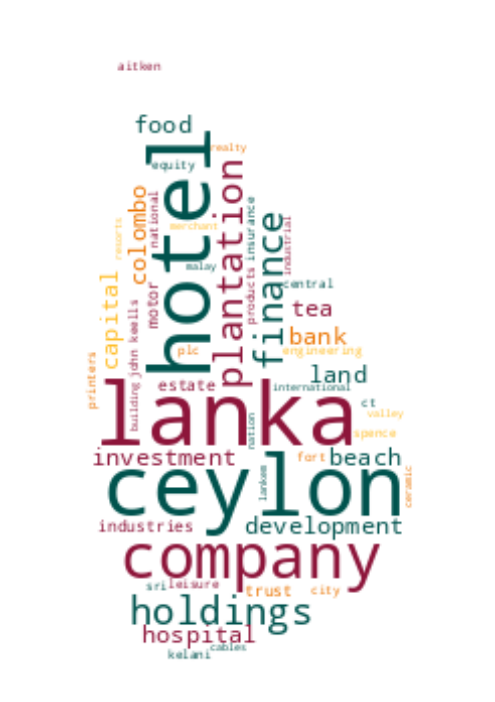 aitken
food
hotel
realty
equity
plantation
colombo
national
insurance
merchant
resorts
finance
industrial
malay
central
capital
motor
products
john keells
tea
bank
plc
engineering
printers
building
estate
land
international
lanka
ct
valley
nation
spence
investment
fort
beach
lankem
ceramic
ceylon
industries
development
company
sri
leisure
trust
city
holdings
hospital
cables
kelani